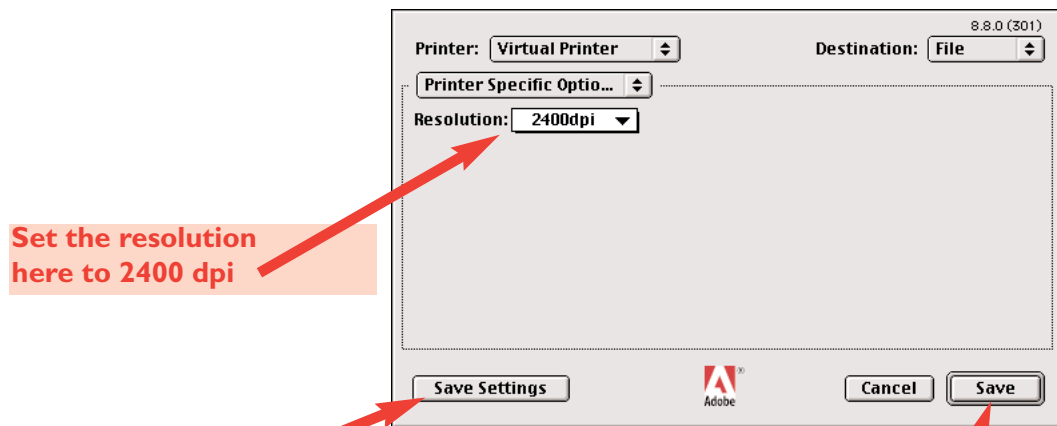 8.8.0 (301)
Printer: Virtual Printer Destination: File
Printer Specific Optio...
Resolution: 2400dpi
Set the resolution
here to 2400 dpi
Save Settings Adobe® Cancel Save